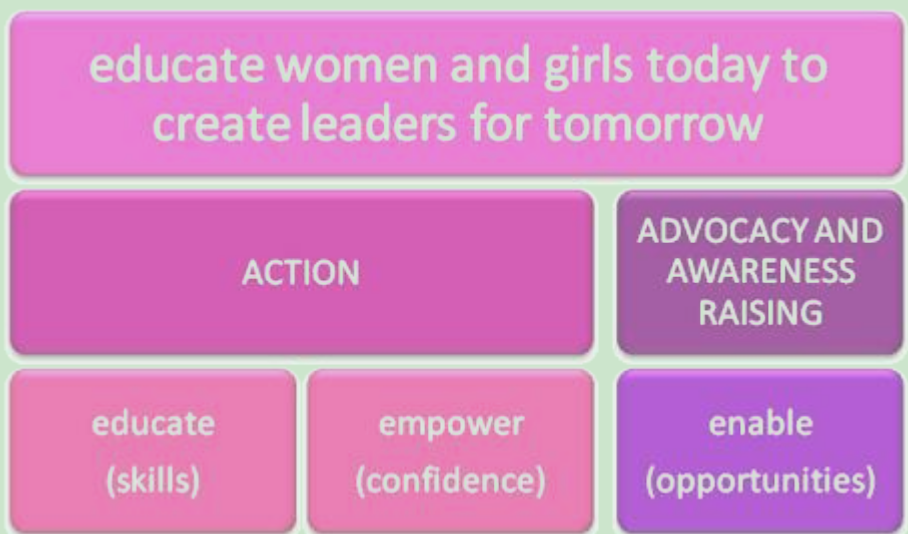 educate women and girls today to
create leaders for tomorrow
ACTION
ADVOCACY AND
AWARENESS
RAISING
educate
(skills)
empower
(confidence)
enable
(opportunities)